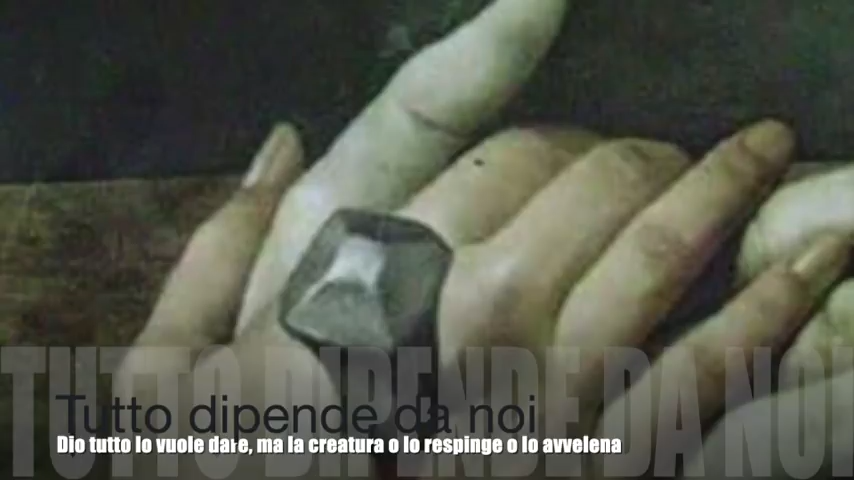 TUTTO DIPENDE DA NOI
Tutto dipende da noi
Dio tutto lo vuole dare, ma la creatura o lo respinge o lo avvelena